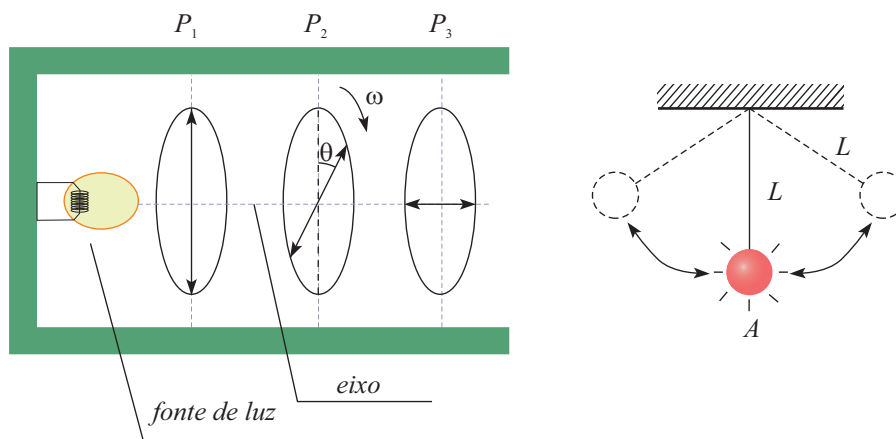 P₁ P₂ P₃
ω
θ
L
L
A
eixo
fonte de luz